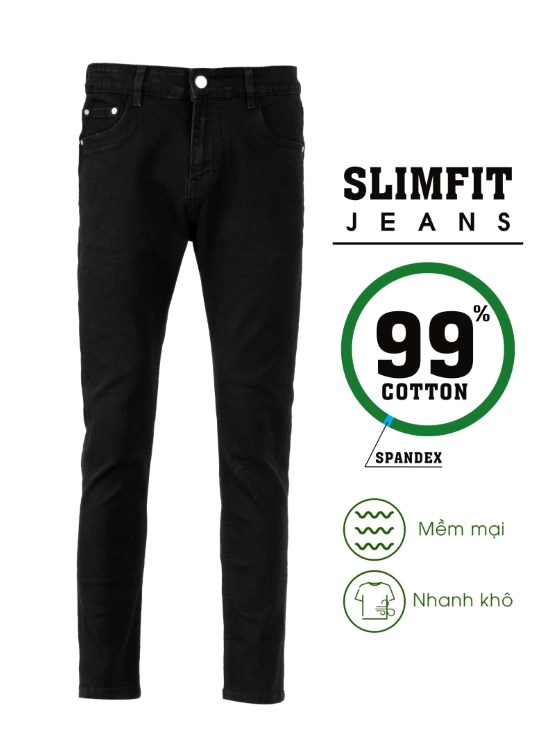 SLIMFIT
JEANS
99%
COTTON
SPANDEX
Mềm mại
Nhanh khô